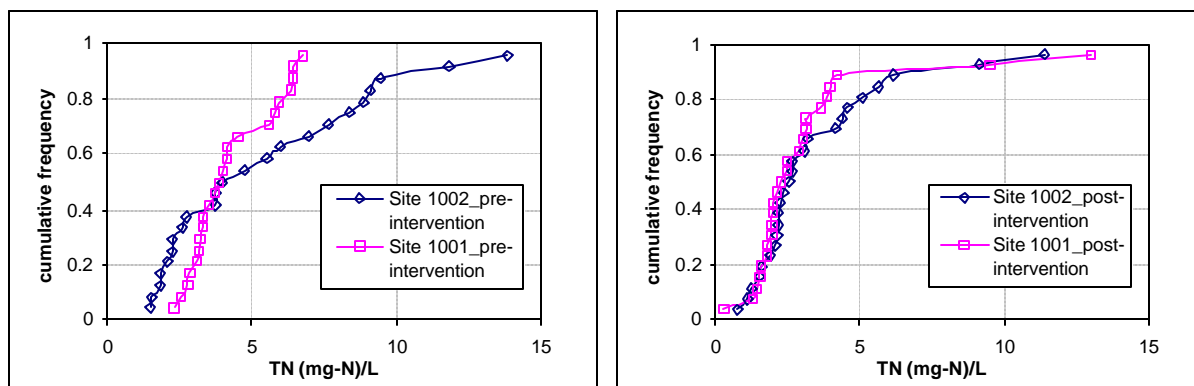 cumulative frequency
1
0.8
0.6
0.4
0.2
0
0
5
10
15
TN (mg-N)/L
Site 1002_pre-
intervention
Site 1001_pre-
intervention
cumulative frequency
1
0.8
0.6
0.4
0.2
0
0
5
10
15
TN (mg-N)/L
Site 1002_post-
intervention
Site 1001_post-
intervention